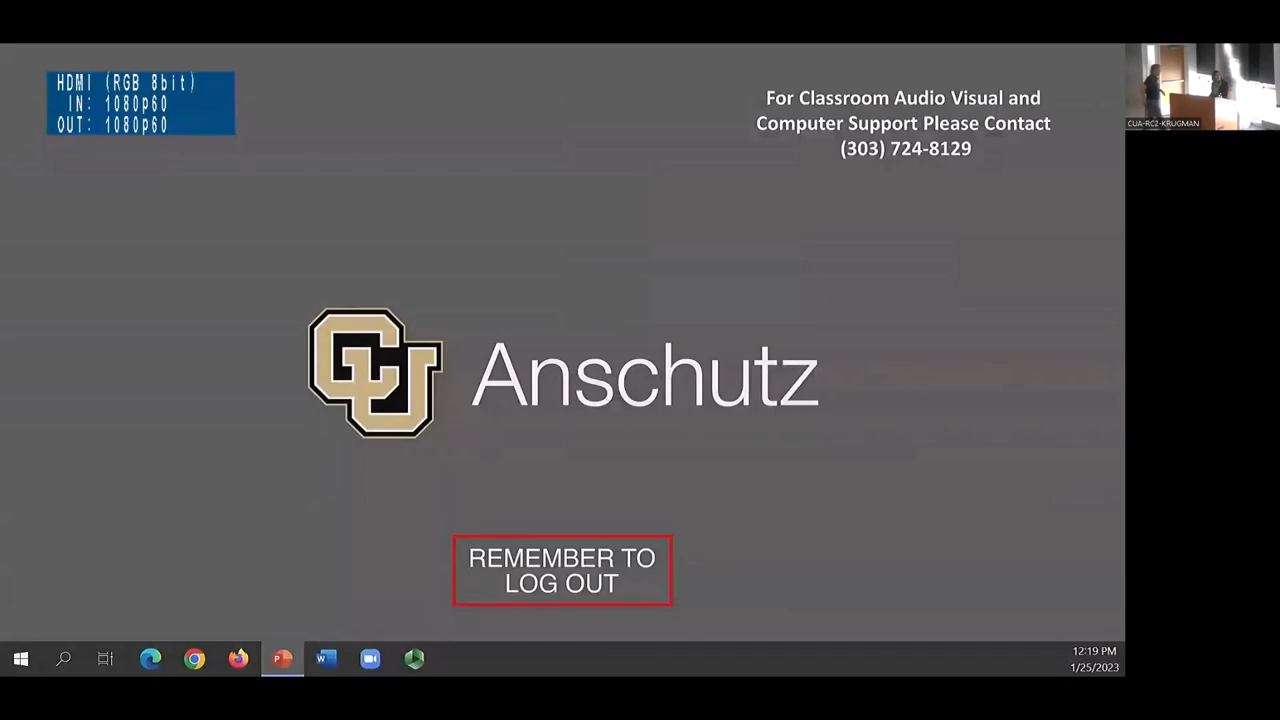 HDMI (RGB 8bit)
IN: 1080p60
OUT: 1080p60
For Classroom Audio Visual and
Computer Support Please Contact
(303) 724-8129
CUA-RC2-KRUGMAN
CU Anschutz
REMEMBER TO
LOG OUT
12:19 PM
1/25/2023